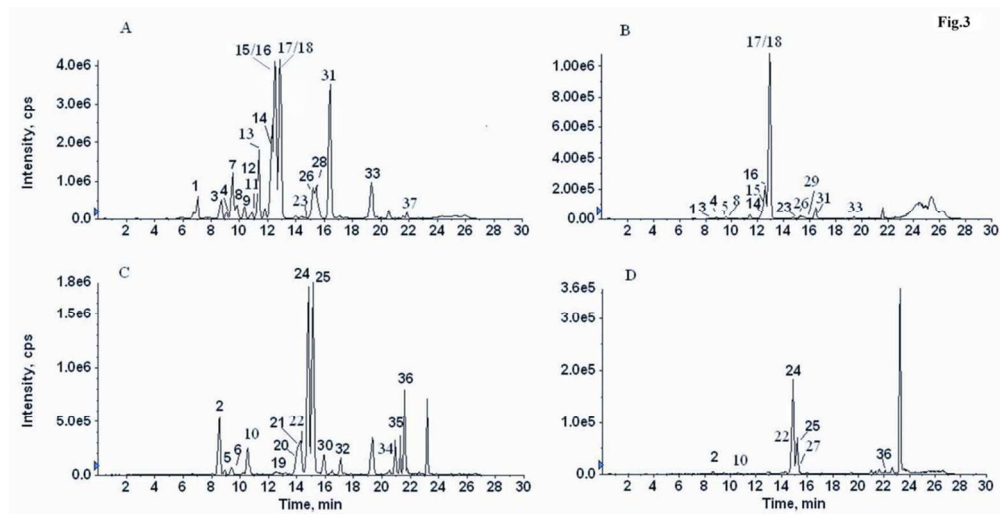 Fig.3
A
Intensity, cps
4.0e6
3.0e6
2.0e6
1.0e6
0.0
1
3
4
7
8
9
11
12
13
14
15/16
17/18
23
26
28
31
33
37
2 4 6 8 10 12 14 16 18 20 22 24 26 28 30
B
1.00e6
8.00e5
6.00e5
4.00e5
2.00e5
0.00
1
3
4
5
8
14
15
16
17/18
23
26
29
31
33
2 4 6 8 10 12 14 16 18 20 22 24 26 28 30
C
Intensity, cps
1.8e6
1.5e6
1.0e6
5.0e5
0.0
2
5
6
10
19
20
21
22
24
25
30
32
34
35
36
2 4 6 8 10 12 14 16 18 20 22 24 26 28 30
Time, min
D
3.6e5
3.0e5
2.0e5
1.0e5
0.0
2
10
22
24
25
27
36
2 4 6 8 10 12 14 16 18 20 22 24 26 28 30
Time, min